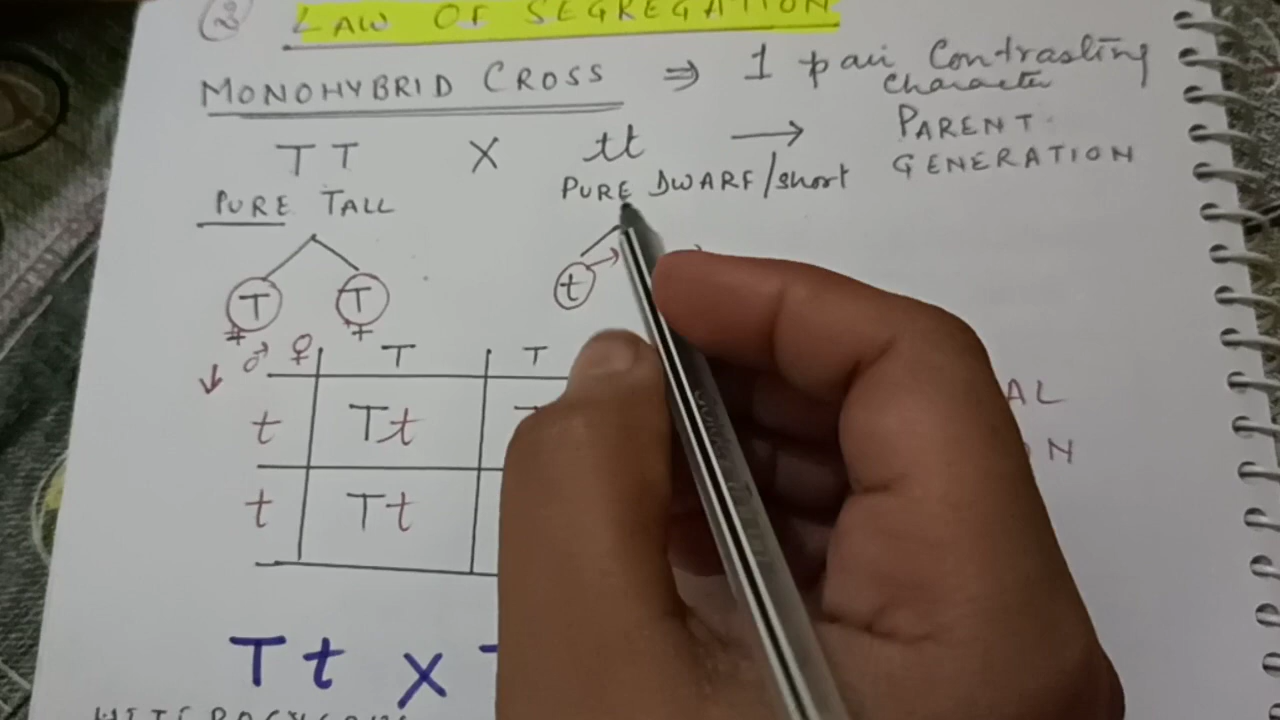 (2) LAW OF SEGREGATION
MONOHYBRID CROSS ⇒ 1 pair Contrasting
Character
TT X tt → PARENT
GENERATION
PURE TALL PURE DWARF/short
T T t
♂ ♀ T T
t Tt
t Tt
Tt X